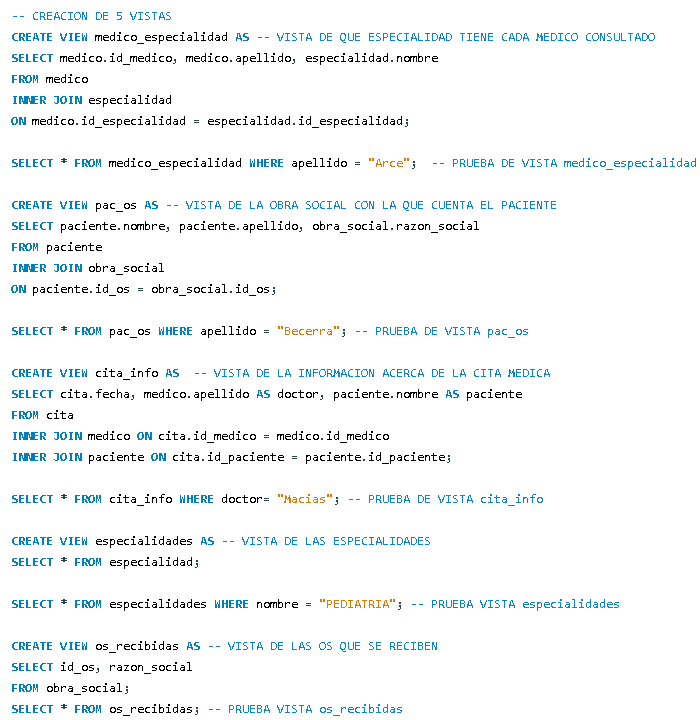 -- CREACION DE 5 VISTAS
CREATE VIEW medico_especialidad AS -- VISTA DE QUE ESPECIALIDAD TIENE CADA MEDICO CONSULTADO
SELECT medico.id_medico, medico.apellido, especialidad.nombre
FROM medico
INNER JOIN especialidad
ON medico.id_especialidad = especialidad.id_especialidad;
SELECT * FROM medico_especialidad WHERE apellido = "Arce";  -- PRUEBA DE VISTA medico_especialidad
CREATE VIEW pac_os AS -- VISTA DE LA OBRA SOCIAL CON LA QUE CUENTA EL PACIENTE
SELECT paciente.nombre, paciente.apellido, obra_social.razon_social
FROM paciente
INNER JOIN obra_social
ON paciente.id_os = obra_social.id_os;
SELECT * FROM pac_os WHERE apellido = "Becerra"; -- PRUEBA DE VISTA pac_os
CREATE VIEW cita_info AS  -- VISTA DE LA INFORMACION ACERCA DE LA CITA MEDICA
SELECT cita.fecha, medico.apellido AS doctor, paciente.nombre AS paciente
FROM cita
INNER JOIN medico ON cita.id_medico = medico.id_medico
INNER JOIN paciente ON cita.id_paciente = paciente.id_paciente;
SELECT * FROM cita_info WHERE doctor= "Macias"; -- PRUEBA DE VISTA cita_info
CREATE VIEW especialidades AS -- VISTA DE LAS ESPECIALIDADES
SELECT * FROM especialidad;
SELECT * FROM especialidades WHERE nombre = "PEDIATRIA"; -- PRUEBA VISTA especialidades
CREATE VIEW os_recibidas AS -- VISTA DE LAS OS QUE SE RECIBEN
SELECT id_os, razon_social
FROM obra_social;
SELECT * FROM os_recibidas; -- PRUEBA VISTA os_recibidas